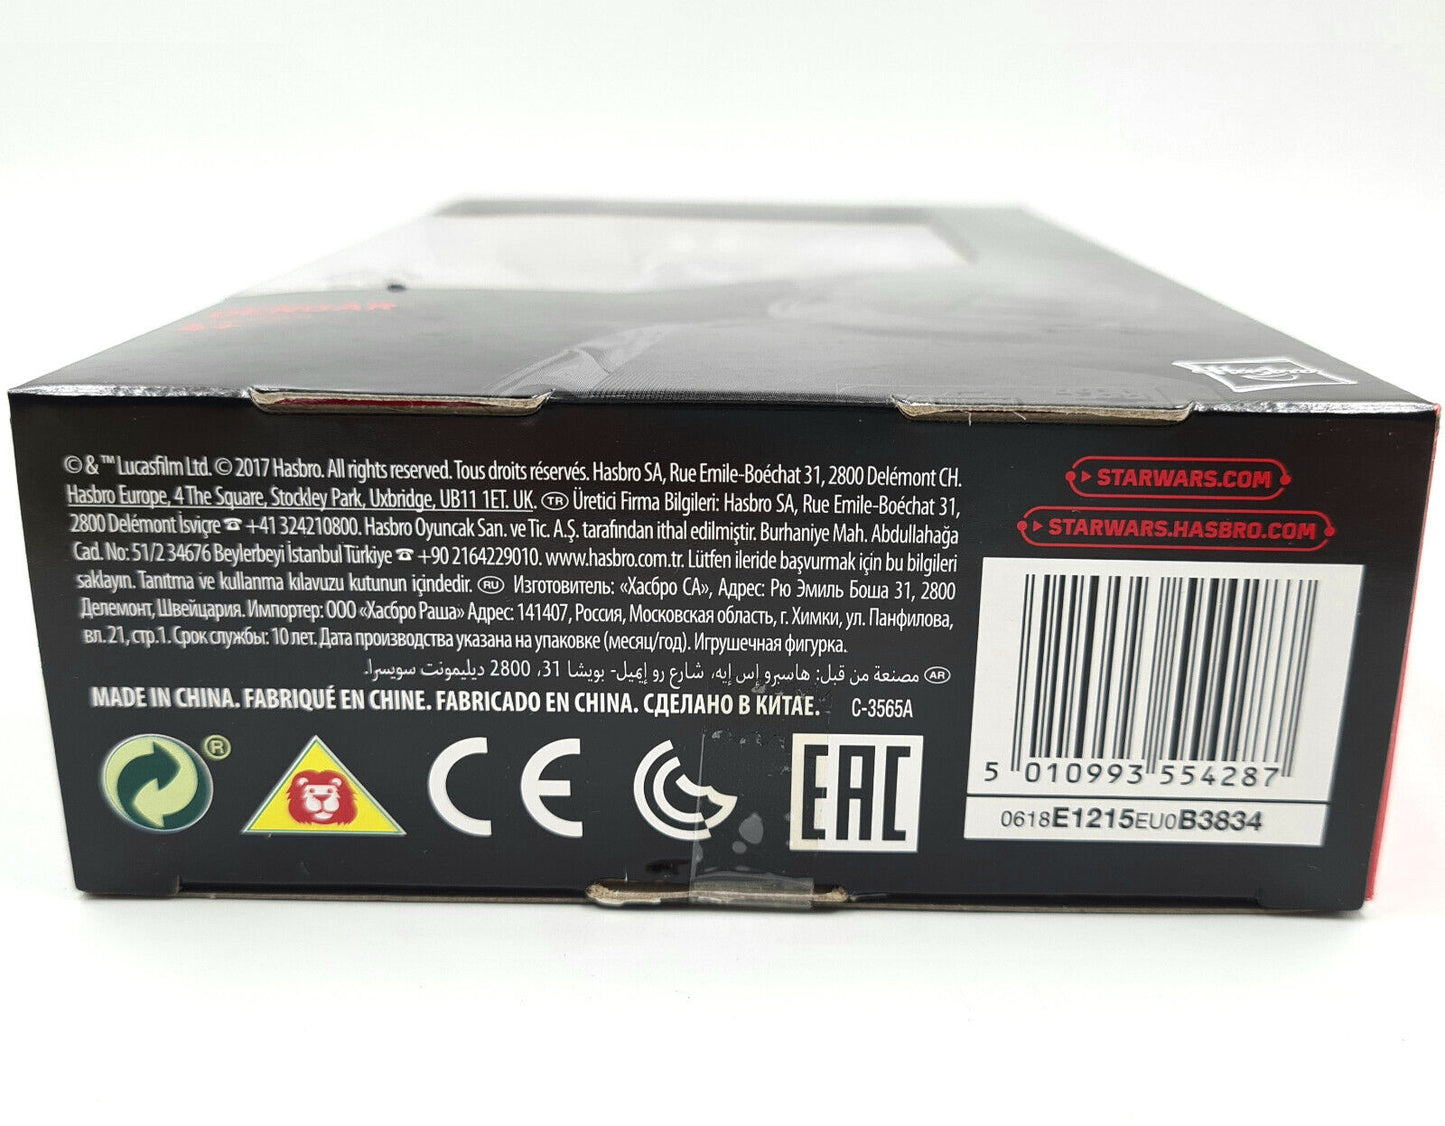 DENGAR
Hasbro
© & ™ Lucasfilm Ltd. © 2017 Hasbro. All rights reserved. Tous droits réservés. Hasbro SA, Rue Emile-Boéchat 31, 2800 Delémont CH.
Hasbro Europe, 4 The Square, Stockley Park, Uxbridge, UB11 1ET. UK. TR Üretici Firma Bilgileri: Hasbro SA, Rue Emile-Boéchat 31,
2800 Delémont İsviçre ☎ +41 324210800. Hasbro Oyuncak San. ve Tic. A.Ş. tarafından ithal edilmiştir. Burhaniye Mah. Abdullahağa
Cad. No: 51/2 34676 Beylerbeyi İstanbul Türkiye ☎ +90 2164229010. www.hasbro.com.tr. Lütfen ileride başvurmak için bu bilgileri
saklayın. Tanıtma ve kullanma kılavuzu kutunun içindedir. RU Изготовитель: «Хасбро СА», Адрес: Рю Эмиль Боша 31, 2800
Делемонт, Швейцария. Импортер: ООО «Хасбро Раша» Адрес: 141407, Россия, Московская область, г. Химки, ул. Панфилова,
вл. 21, стр.1. Срок службы: 10 лет. Дата производства указана на упаковке (месяц/год). Игрушечная фигурка.
AR مصنعة من قبل: هاسبرو إس إيه، شارع رو إيميل- بويشا 31، 2800 ديليمونت سويسرا.
MADE IN CHINA. FABRIQUÉ EN CHINE. FABRICADO EN CHINA. СДЕЛАНО В КИТАЕ. C-3565A
®
CE
EAC
STARWARS.COM
STARWARS.HASBRO.COM
5 010993 554287
0618E1215EU0B3834